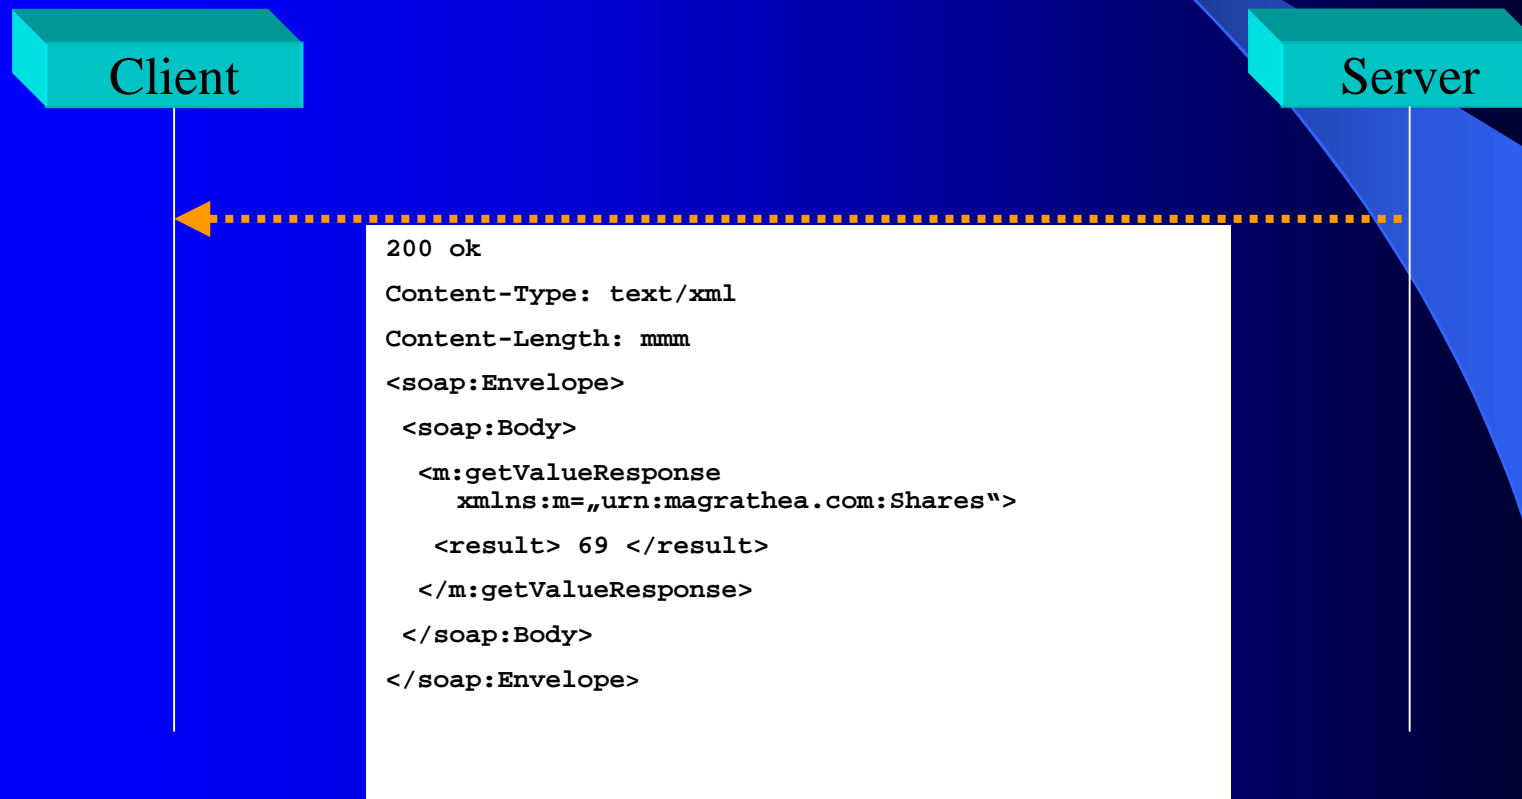 Client
Server
200 ok
Content-Type: text/xml
Content-Length: mmm
<soap:Envelope>
<soap:Body>
<m:getValueResponse
xmlns:m=„urn:magrathea.com:Shares“>
<result> 69 </result>
</m:getValueResponse>
</soap:Body>
</soap:Envelope>